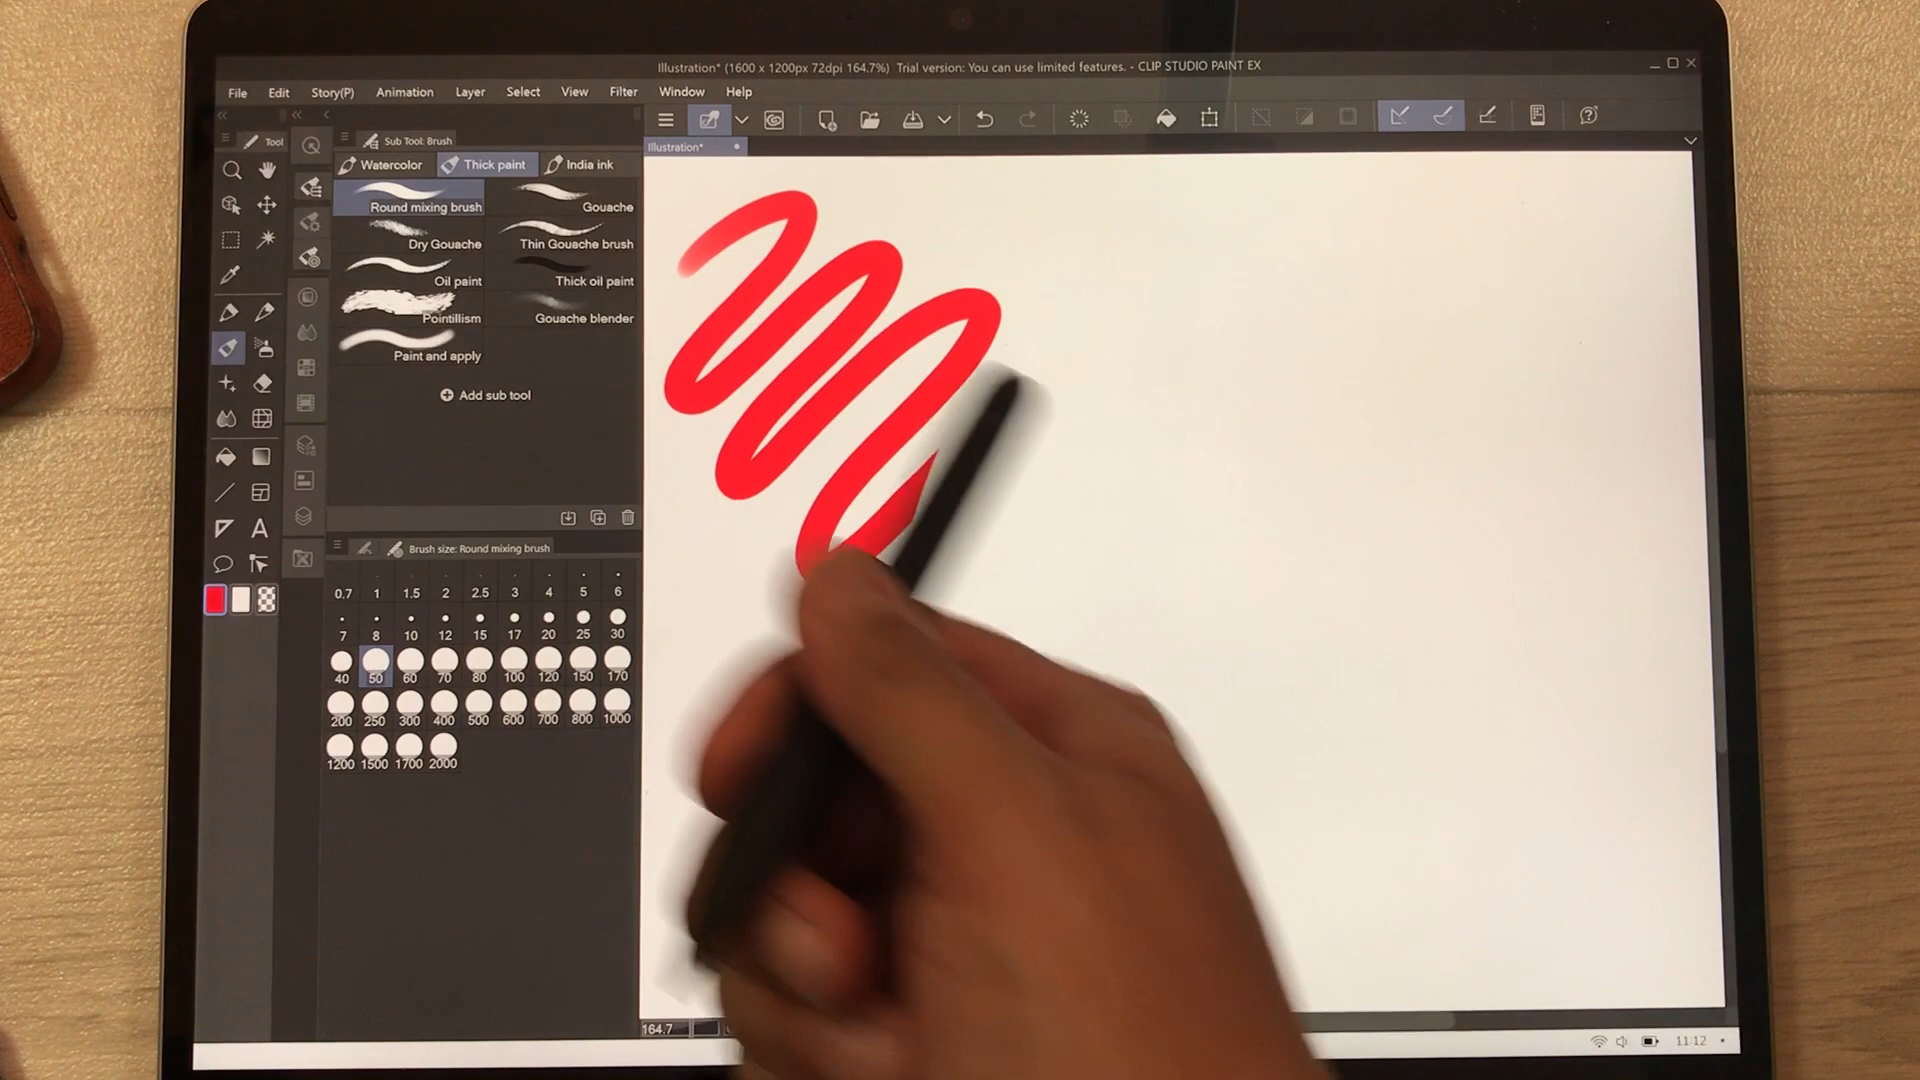 Illustration* (1600 x 1200px 72dpi 164.7%) Trial version: You can use limited features. - CLIP STUDIO PAINT EX
File Edit Story(P) Animation Layer Select View Filter Window Help
Tool
Sub Tool: Brush
Illustration*
Watercolor Thick paint India ink
Round mixing brush Gouache
Dry Gouache Thin Gouache brush
Oil paint Thick oil paint
Pointillism Gouache blender
Paint and apply
Add sub tool
A
Brush size: Round mixing brush
0.7 1 1.5 2 2.5 3 4 5 6
7 8 10 12 15 17 20 25 30
40 50 60 70 80 100 120 150 170
200 250 300 400 500 600 700 800 1000
1200 1500 1700 2000
164.7
11:12